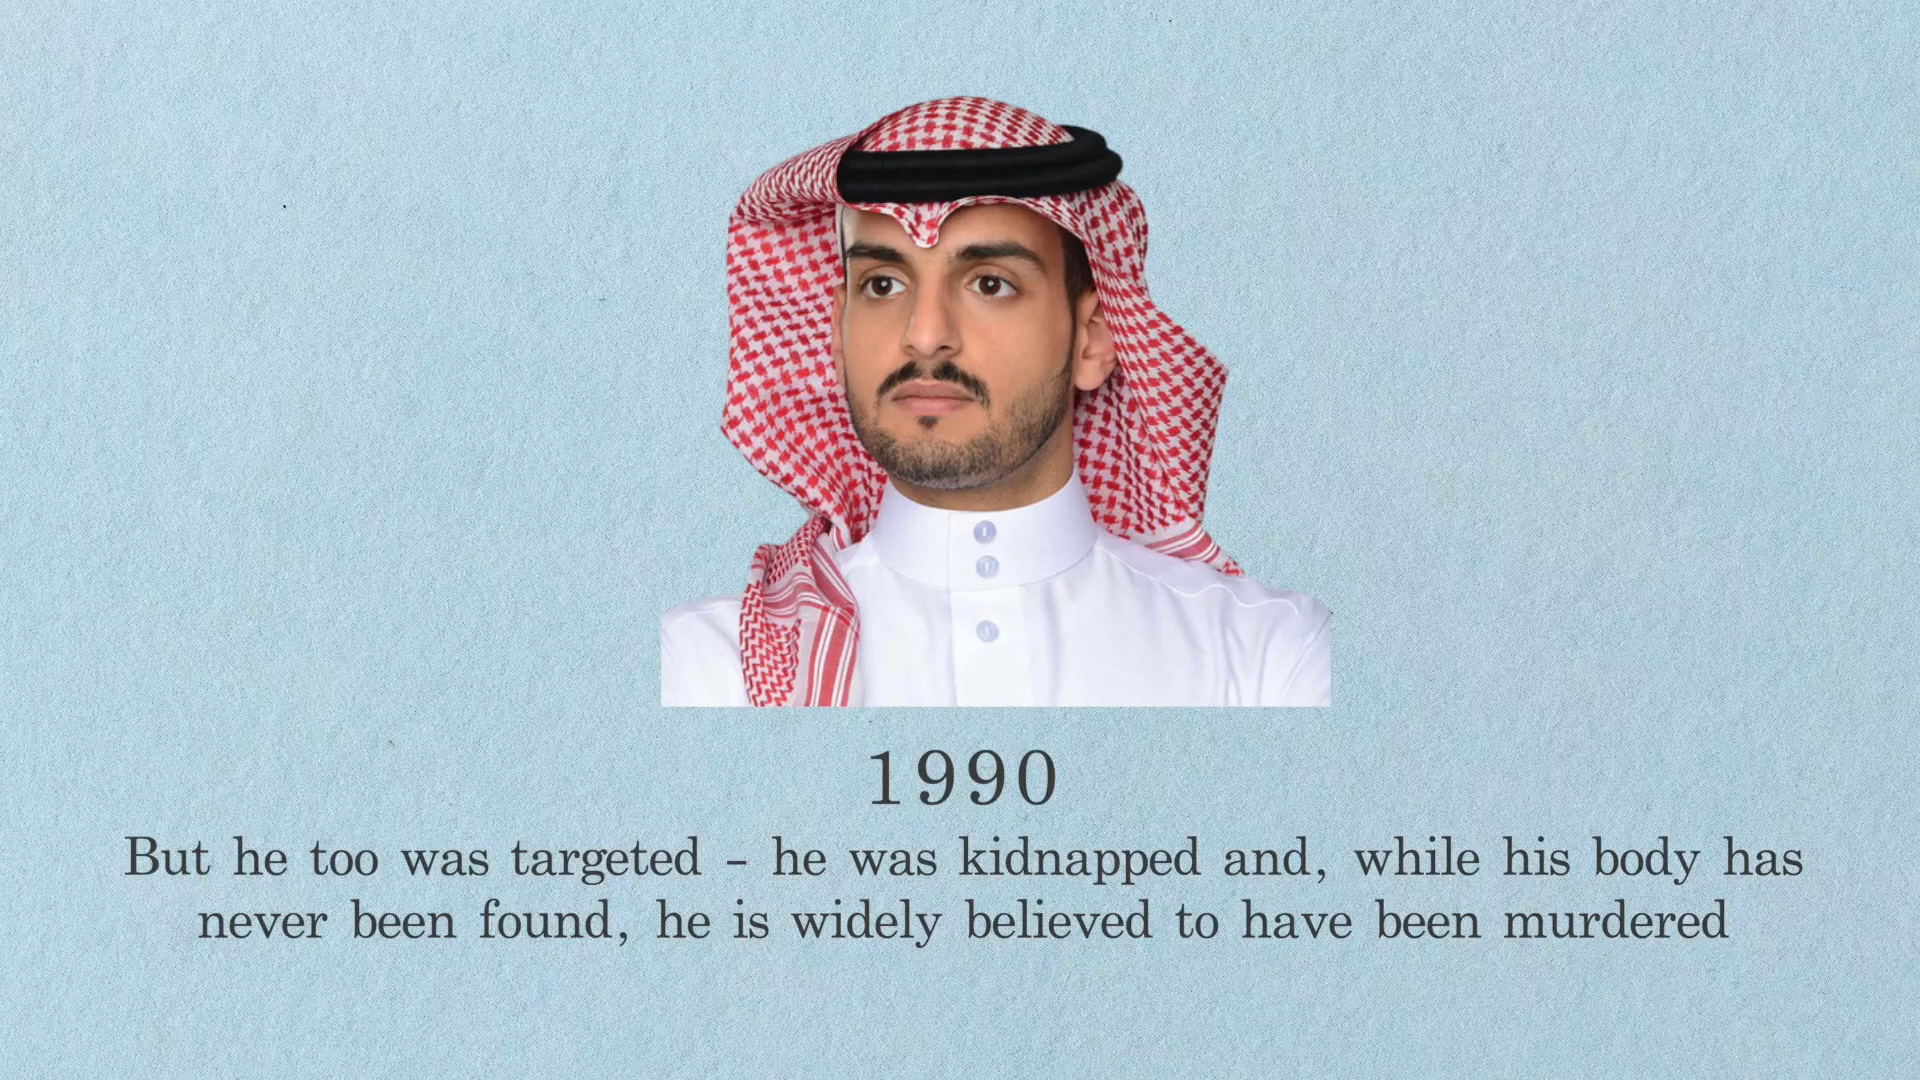 1990
But he too was targeted – he was kidnapped and, while his body has
never been found, he is widely believed to have been murdered